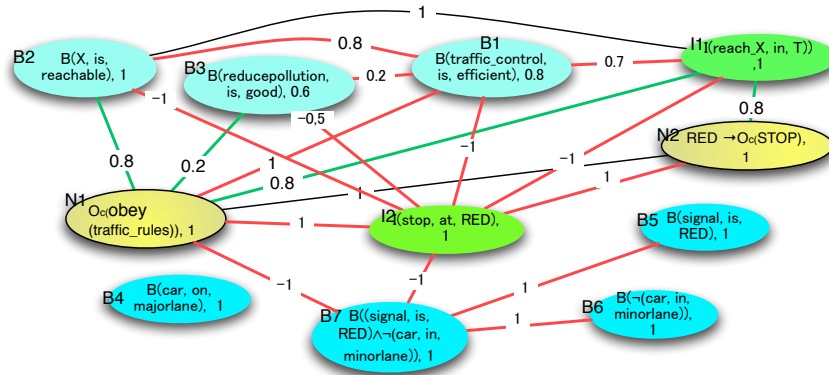 1
B2
B(X, is,
reachable), 1
0.8
B1
B(traffic_control,
is, efficient), 0.8
0.7
I1
I(reach_X, in, T))
,1
B3
B(reducepollution,
is, good), 0.6
0.2
−1
−0,5
0.8
N2
RED →Oc(STOP),
1
0.8
0.2
1
0.8
−1
−1
1
1
N1
Oc(obey
(traffic_rules)), 1
1
I2
I(stop, at, RED),
1
B5
B(signal, is,
RED), 1
−1
−1
1
B4
B(car, on,
majorlane), 1
B7
B((signal, is,
RED)∧¬(car, in,
minorlane)), 1
1
B6
B(¬(car, in,
minorlane)),
1